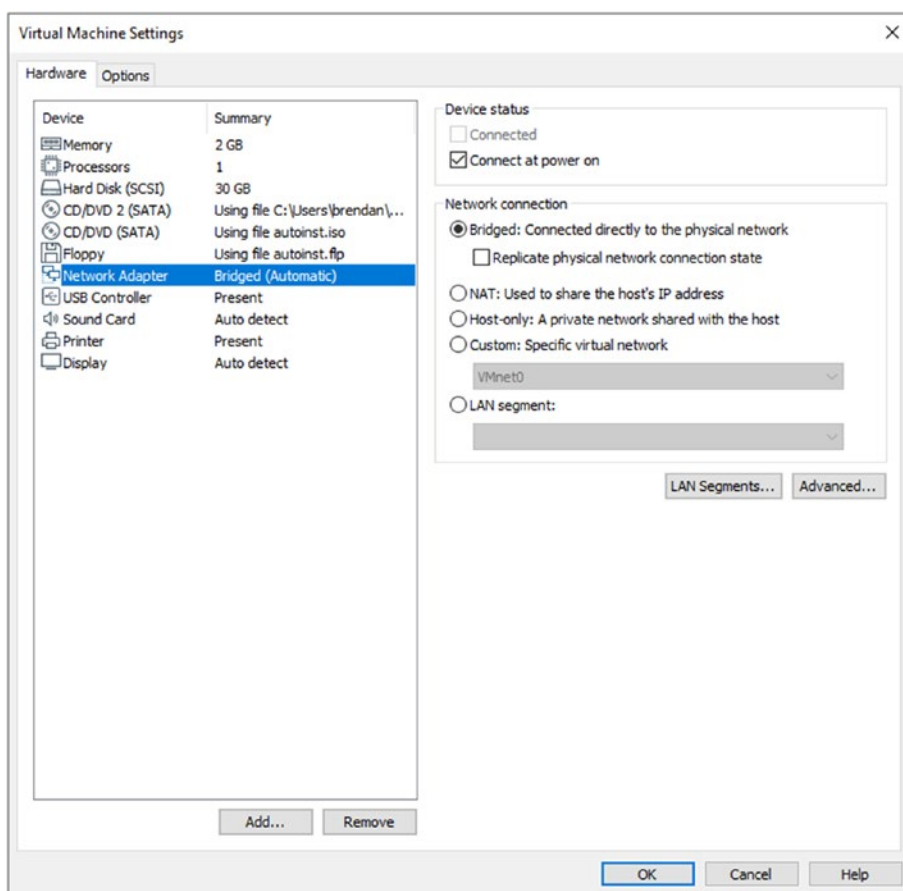 Virtual Machine Settings
Hardware Options
Device Summary
Memory 2 GB
Processors 1
Hard Disk (SCSI) 30 GB
CD/DVD 2 (SATA) Using file C:\Users\brendan\...
CD/DVD (SATA) Using file autoinst.iso
Floppy Using file autoinst.flp
Network Adapter Bridged (Automatic)
USB Controller Present
Sound Card Auto detect
Printer Present
Display Auto detect
Add... Remove
Device status
Connected
Connect at power on
Network connection
Bridged: Connected directly to the physical network
Replicate physical network connection state
NAT: Used to share the host's IP address
Host-only: A private network shared with the host
Custom: Specific virtual network
VMnet0
LAN segment:
LAN Segments... Advanced...
OK Cancel Help